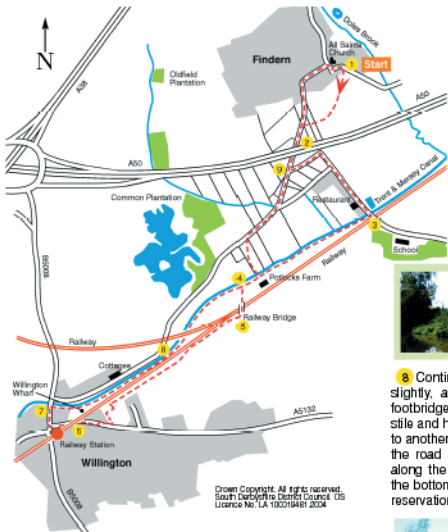 N
Doles Brook
All Saints
Church
Findern
1
Start
A38
Oldfield
Plantation
A50
2
A50
9
Trent & Mersey Canal
Common Plantation
Restaurant
3
School
B5008
Railway
4
Potlocks Farm
Railway Bridge
5
Railway
8
Cottages
Willington
Wharf
7
6
A5132
Railway Station
Willington
B5008
Crown Copyright. All rights reserved.
South Derbyshire District Council. OS
Licence No. LA 100019461 2004
8 Contin
slightly, a
footbridge
stile and h
to another
the road
along the
the bottom
reservation